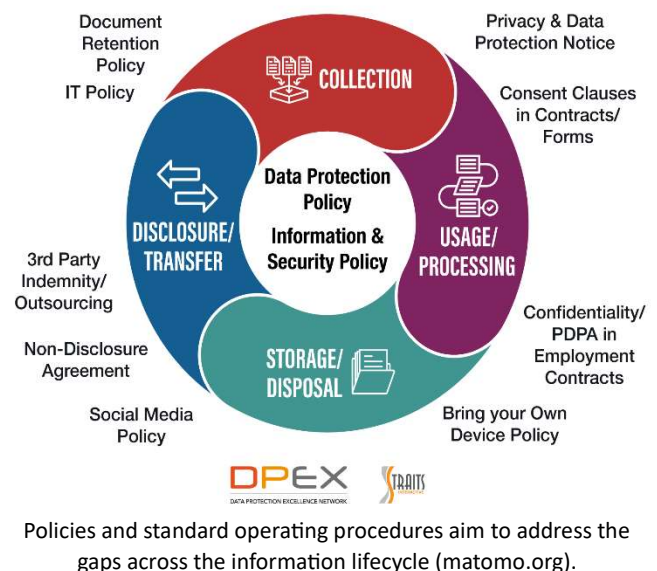 Document
Retention
Policy
IT Policy
Privacy & Data
Protection Notice
Consent Clauses
in Contracts/
Forms
COLLECTION
Data Protection
Policy
Information &
Security Policy
DISCLOSURE/
TRANSFER
USAGE/
PROCESSING
3rd Party
Indemnity/
Outsourcing
Non-Disclosure
Agreement
Social Media
Policy
STORAGE/
DISPOSAL
Confidentiality/
PDPA in
Employment
Contracts
Bring your Own
Device Policy
DPEX
DATA PROTECTION EXCELLENCE NETWORK
STRAITS
Policies and standard operating procedures aim to address the
gaps across the information lifecycle (matomo.org).